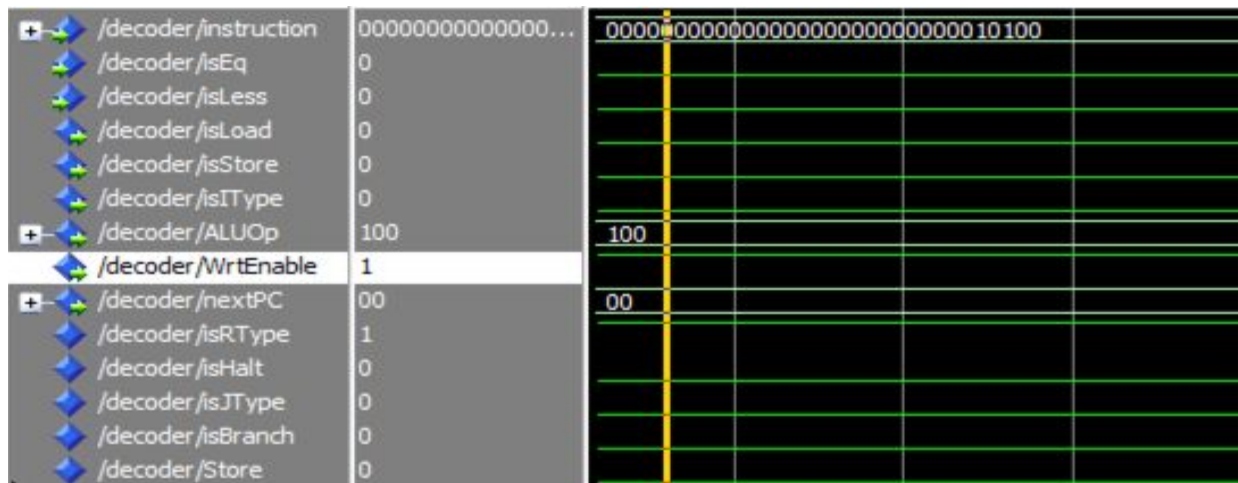 /decoder/instruction 00000000000000... 00000000000000000000000000010100
/decoder/isEq 0
/decoder/isLess 0
/decoder/isLoad 0
/decoder/isStore 0
/decoder/isIType 0
/decoder/ALUOp 100 100
/decoder/WrtEnable 1
/decoder/nextPC 00 00
/decoder/isRType 1
/decoder/isHalt 0
/decoder/isJType 0
/decoder/isBranch 0
/decoder/Store 0